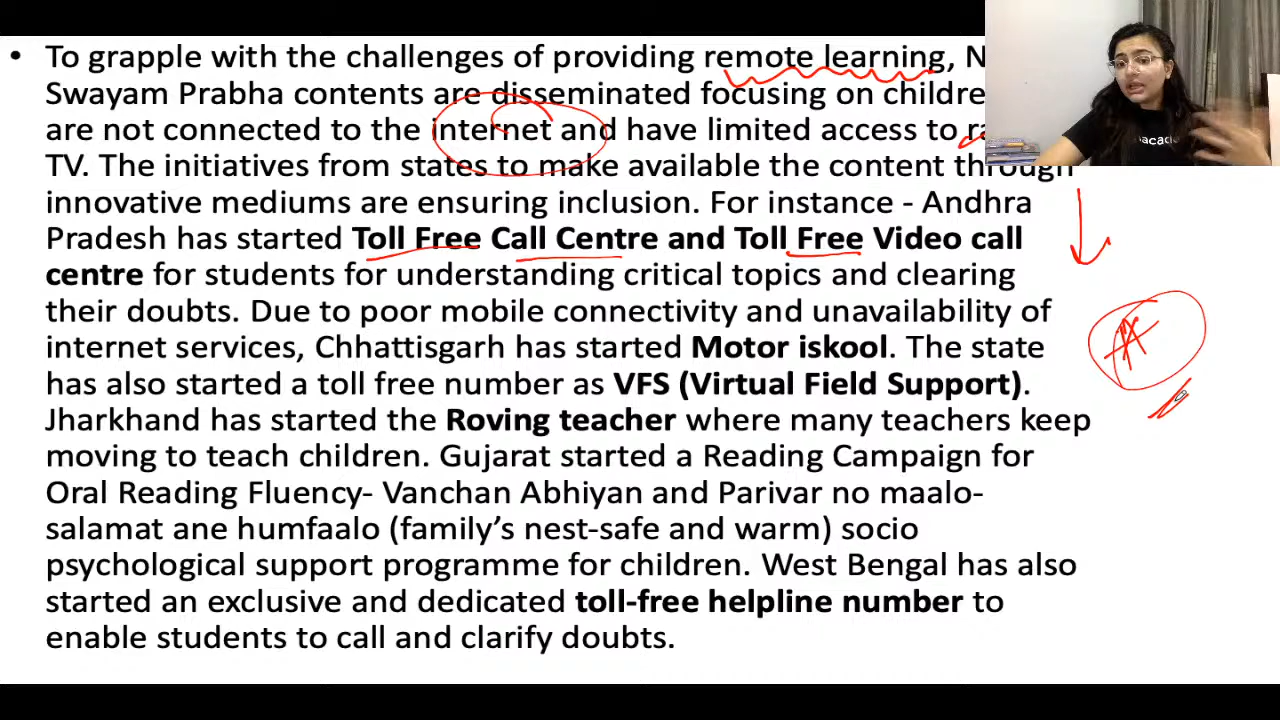 • To grapple with the challenges of providing remote learning,
Swayam Prabha contents are disseminated focusing on
are not connected to the internet and have limited access to
TV. The initiatives from states to make available the content through
innovative mediums are ensuring inclusion. For instance - Andhra
Pradesh has started Toll Free Call Centre and Toll Free Video call
centre for students for understanding critical topics and clearing
their doubts. Due to poor mobile connectivity and unavailability of
internet services, Chhattisgarh has started Motor iskool. The state
has also started a toll free number as VFS (Virtual Field Support).
Jharkhand has started the Roving teacher where many teachers keep
moving to teach children. Gujarat started a Reading Campaign for
Oral Reading Fluency- Vanchan Abhiyan and Parivar no maalo-
salamat ane humfaalo (family's nest-safe and warm) socio
psychological support programme for children. West Bengal has also
started an exclusive and dedicated toll-free helpline number to
enable students to call and clarify doubts.